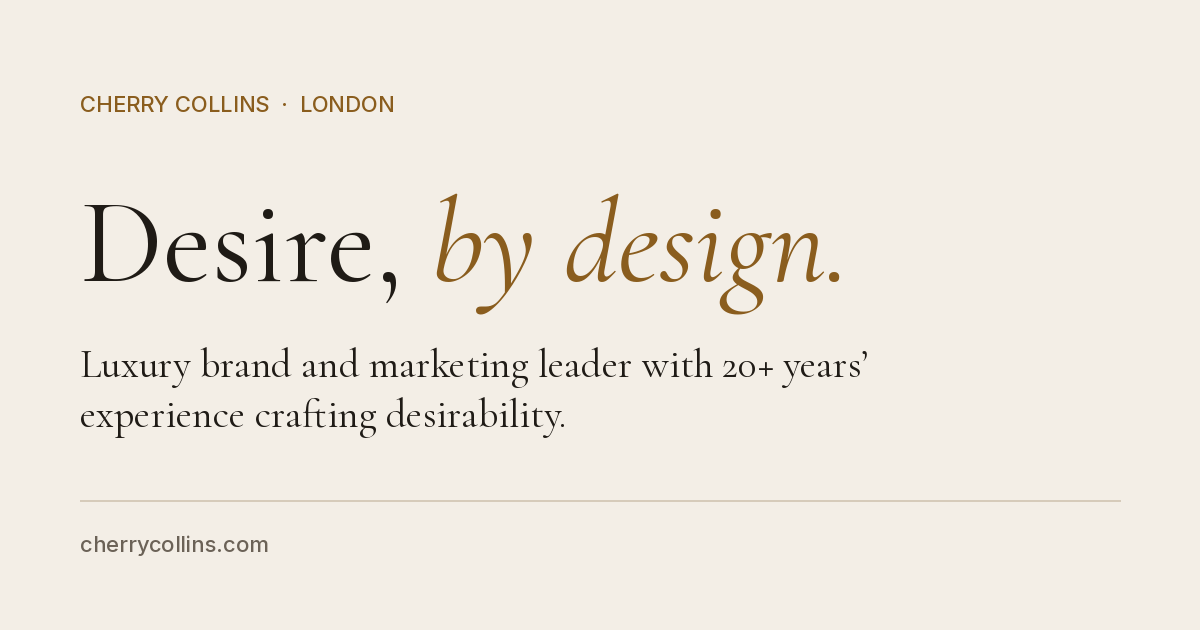 CHERRY COLLINS · LONDON
Desire, by design.
Luxury brand and marketing leader with 20+ years’
experience crafting desirability.
cherrycollins.com